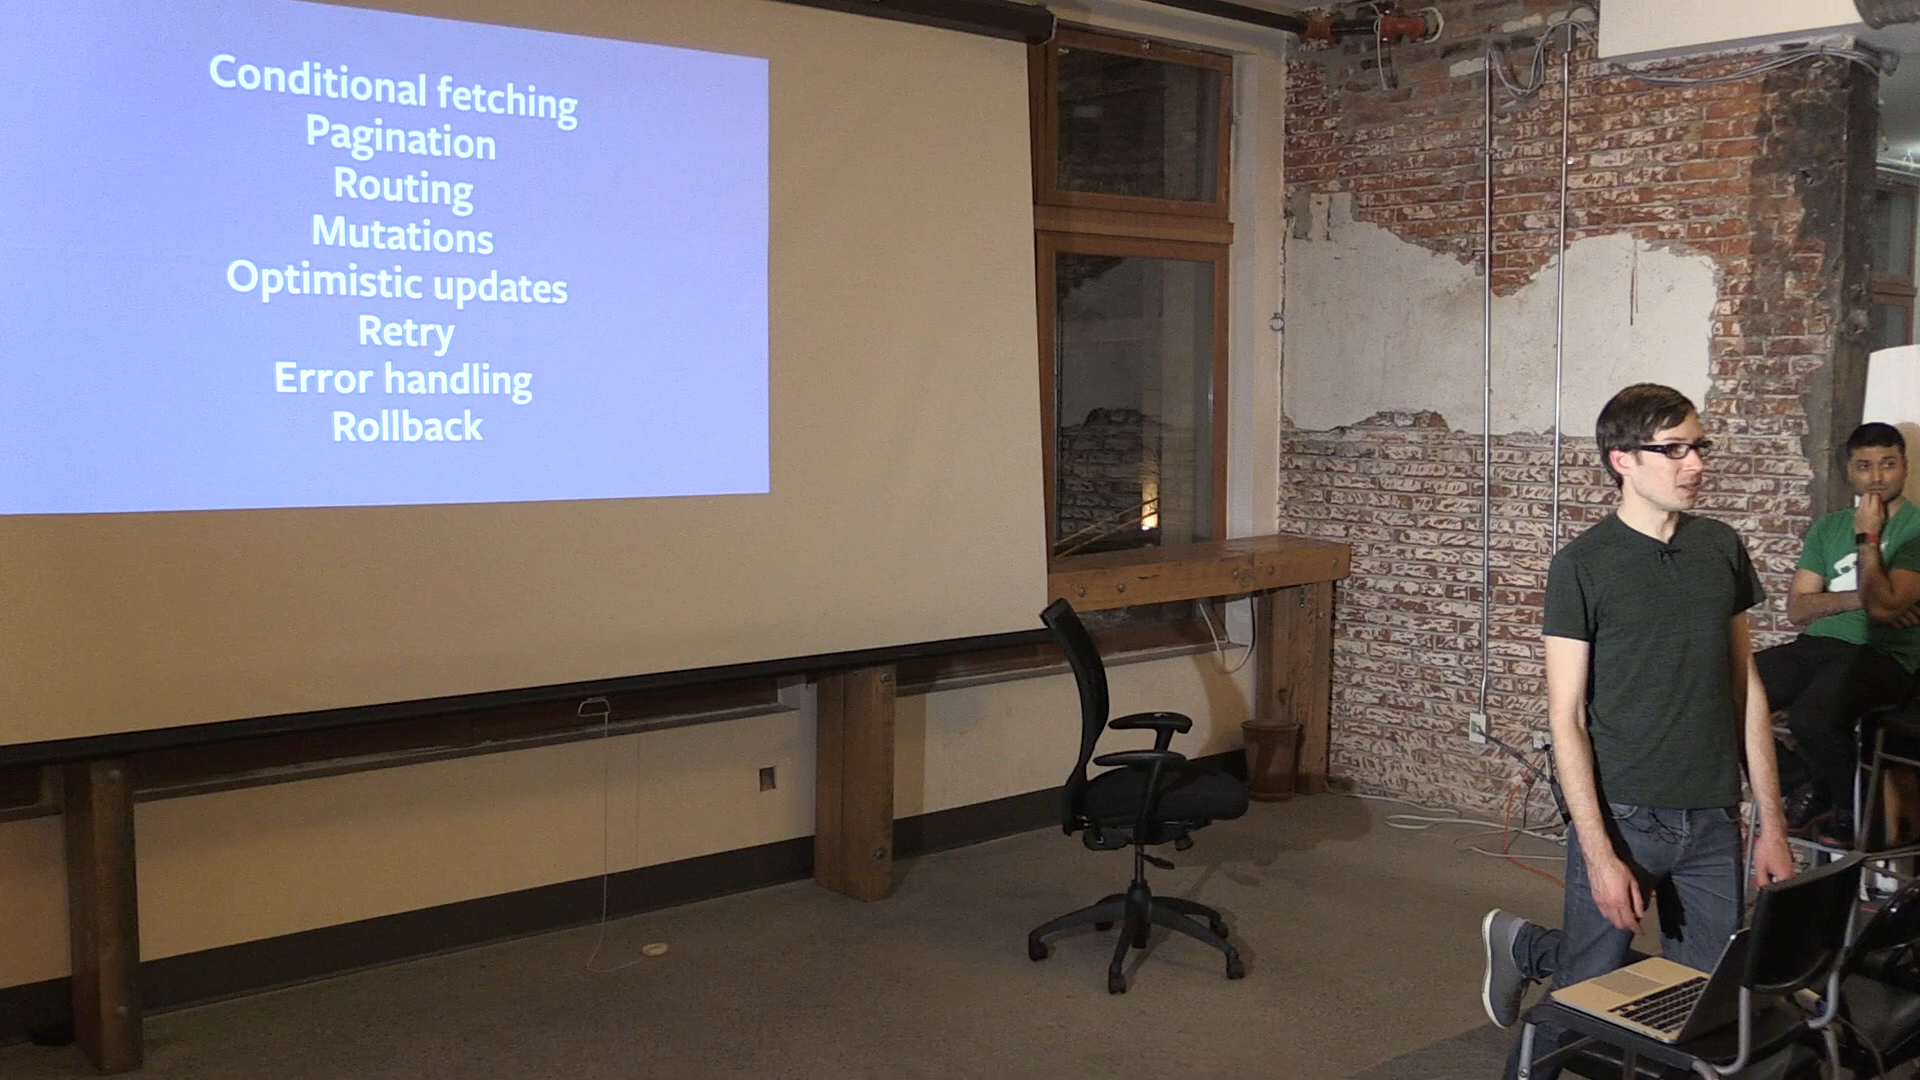 Conditional fetching
Pagination
Routing
Mutations
Optimistic updates
Retry
Error handling
Rollback